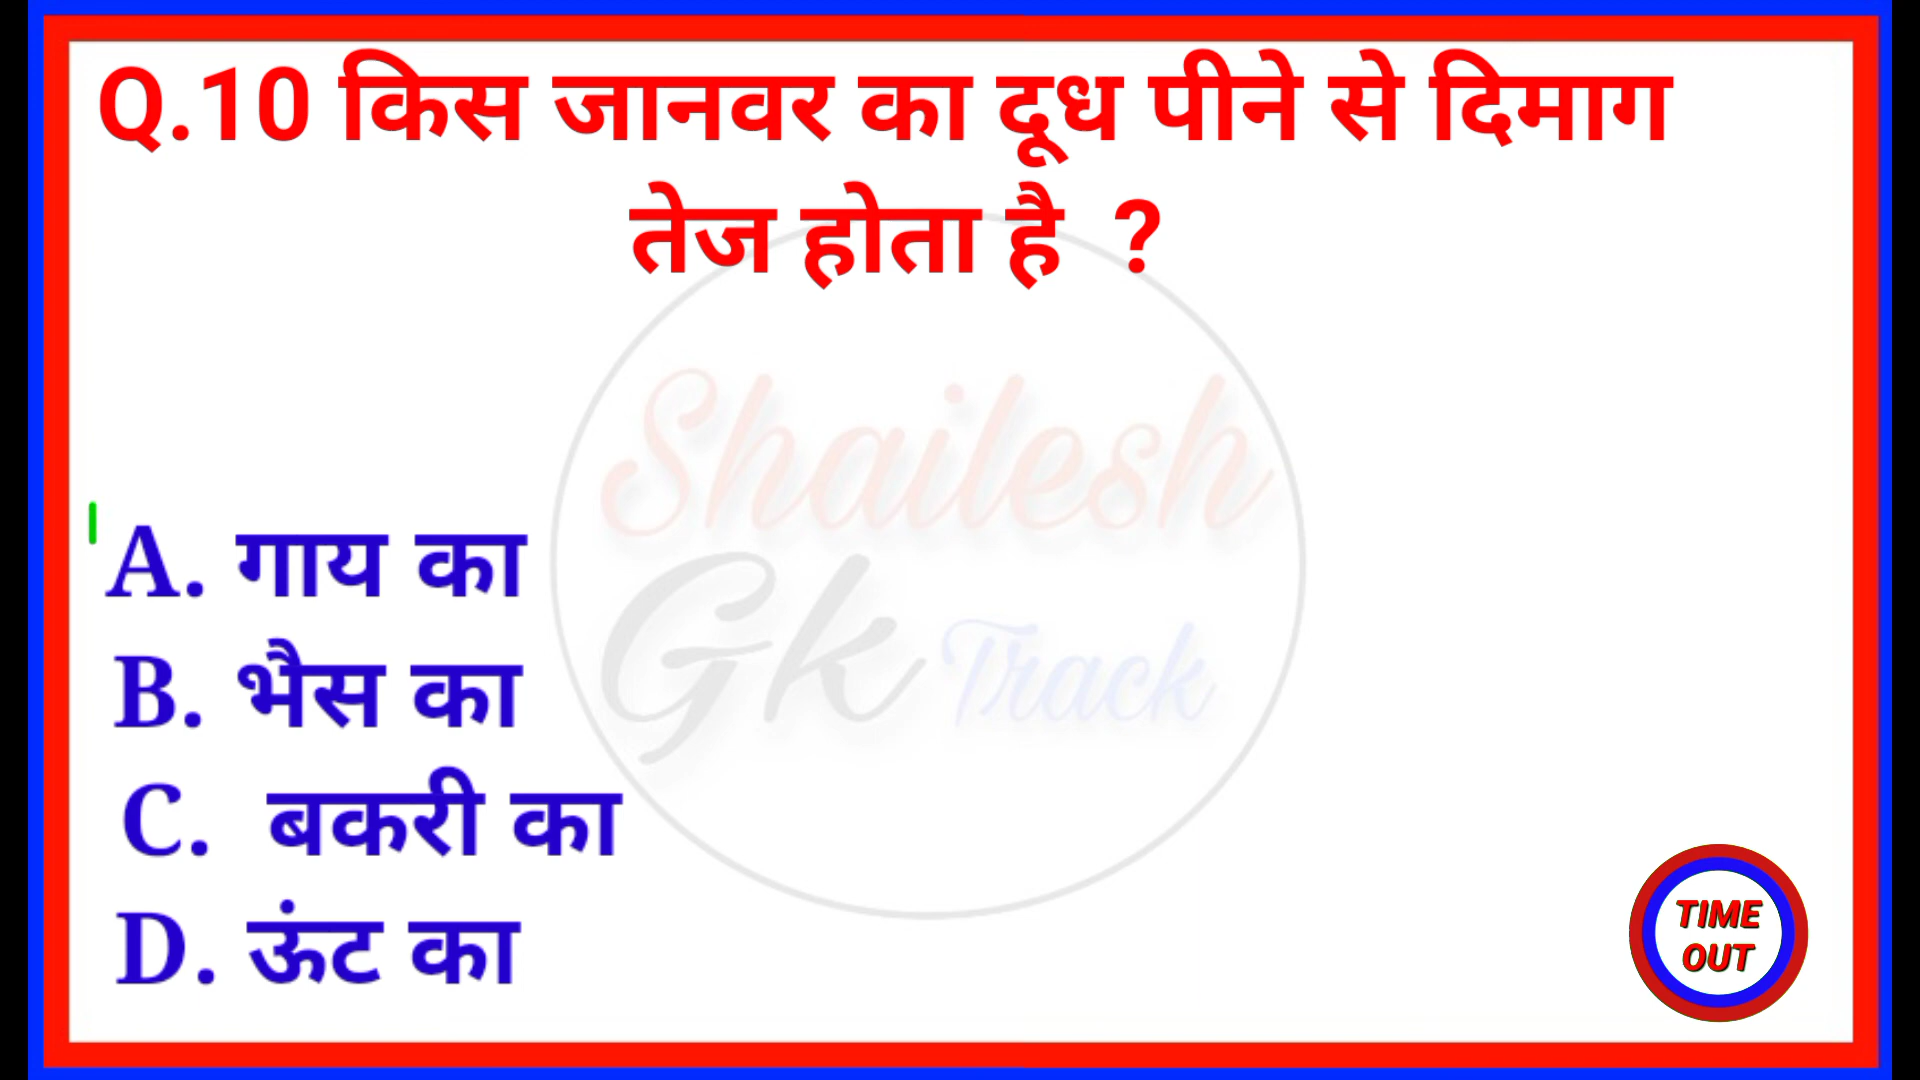 Q.10 किस जानवर का दूध पीने से दिमाग
तेज होता है ?
Shailesh
Gk Track
A. गाय का
B. भैस का
C. बकरी का
D. ऊंट का
TIME
OUT